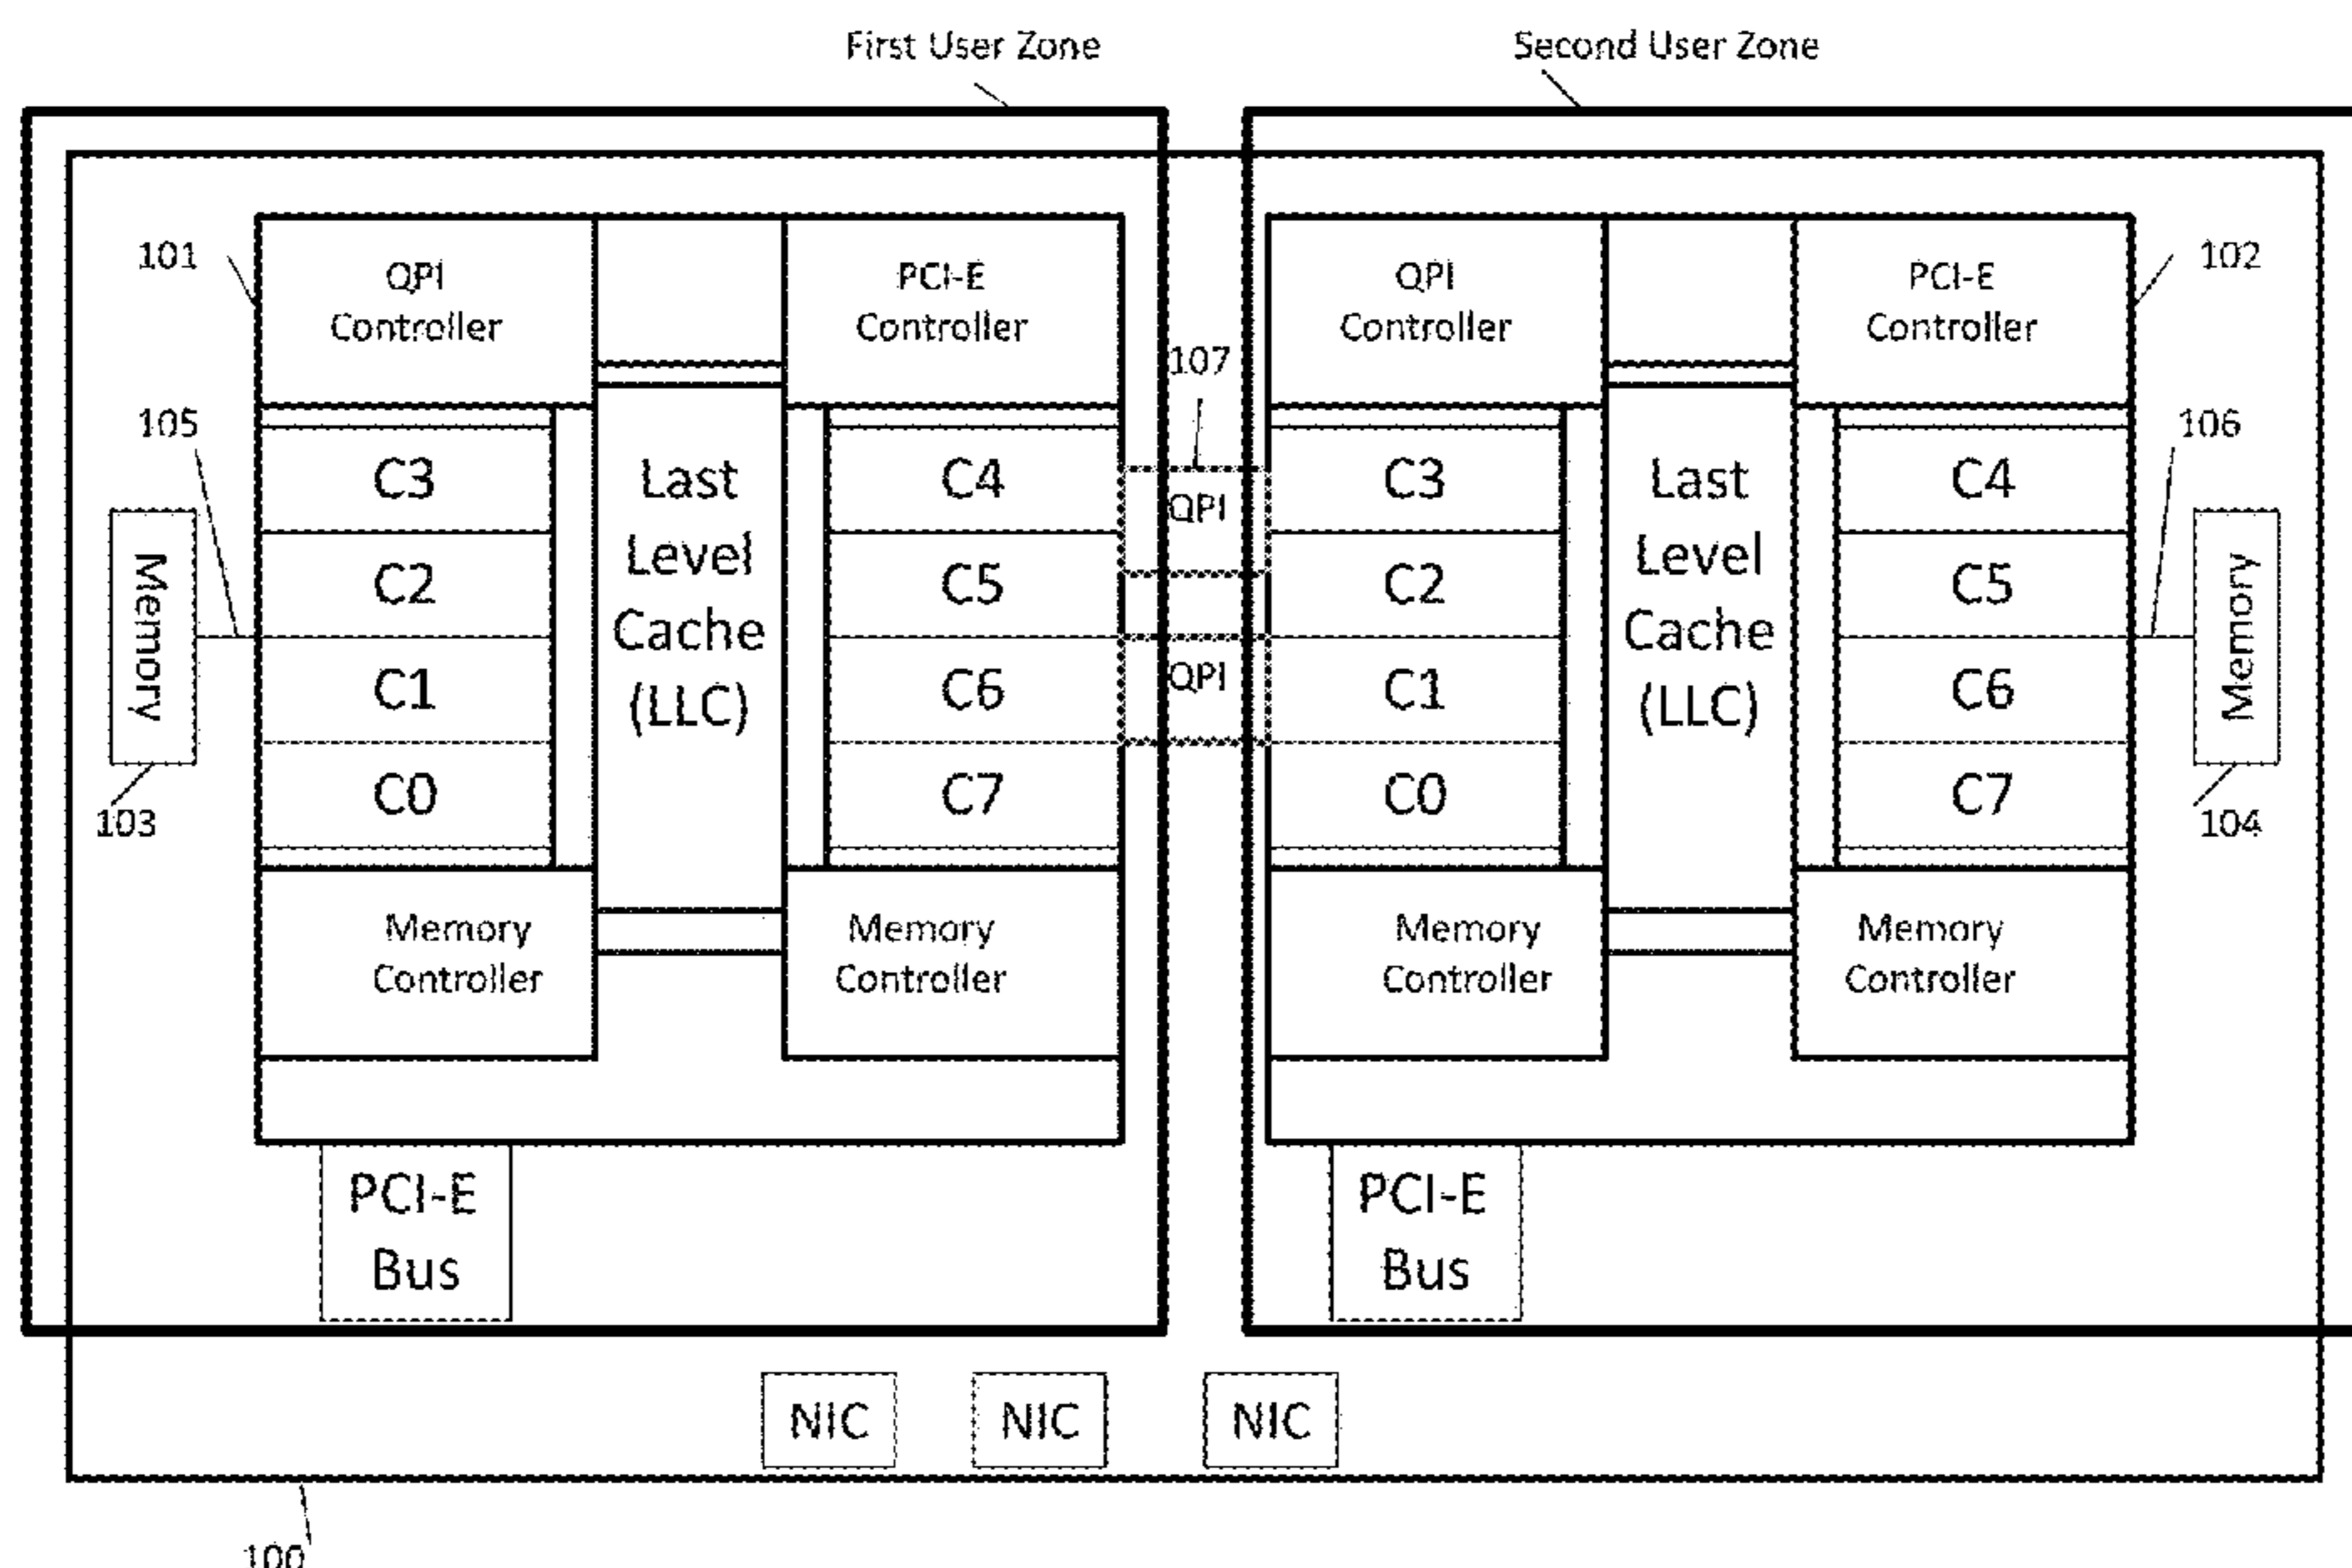 First User Zone
Second User Zone
101
QPI
Controller
PCI-E
Controller
QPI
Controller
PCI-E
Controller
102
107
105
106
C3
C2
C1
C0
Last
Level
Cache
(LLC)
C4
C5
C6
C7
QPI
QPI
C3
C2
C1
C0
Last
Level
Cache
(LLC)
C4
C5
C6
C7
Memory
Memory
103
104
Memory
Controller
Memory
Controller
Memory
Controller
Memory
Controller
PCI-E
Bus
PCI-E
Bus
NIC
NIC
NIC
100